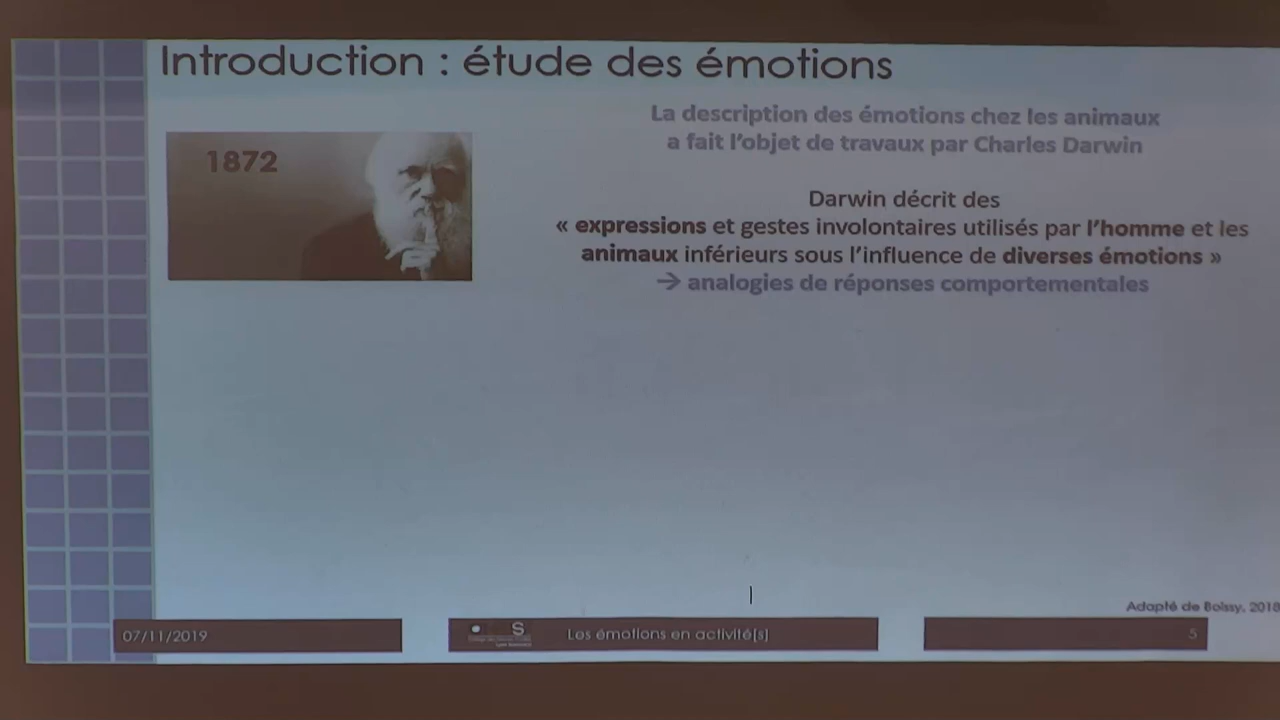 Introduction : étude des émotions
La description des émotions chez les animaux
a fait l'objet de travaux par Charles Darwin
1872
Darwin décrit des
« expressions et gestes involontaires utilisés par l'homme et les
animaux inférieurs sous l'influence de diverses émotions »
→ analogies de réponses comportementales
Adapté de Boissy, 2018
07/11/2019
S
Les émotions en activité[s]
5